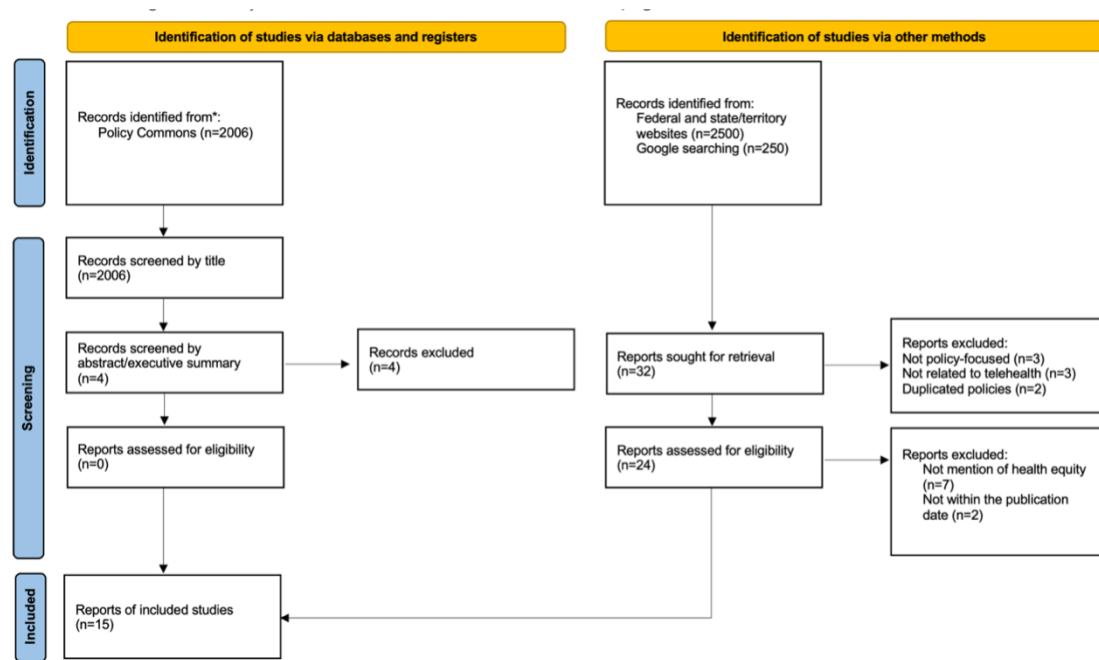 Identification of studies via databases and registers
Identification of studies via other methods
Identification
Records identified from*:
Policy Commons (n=2006)
Records identified from:
Federal and state/territory
websites (n=2500)
Google searching (n=250)
Screening
Records screened by title
(n=2006)
Records screened by
abstract/executive summary
(n=4)
Records excluded
(n=4)
Reports sought for retrieval
(n=32)
Reports excluded:
Not policy-focused (n=3)
Not related to telehealth (n=3)
Duplicated policies (n=2)
Reports assessed for eligibility
(n=0)
Reports assessed for eligibility
(n=24)
Reports excluded:
Not mention of health equity
(n=7)
Not within the publication
date (n=2)
Included
Reports of included studies
(n=15)